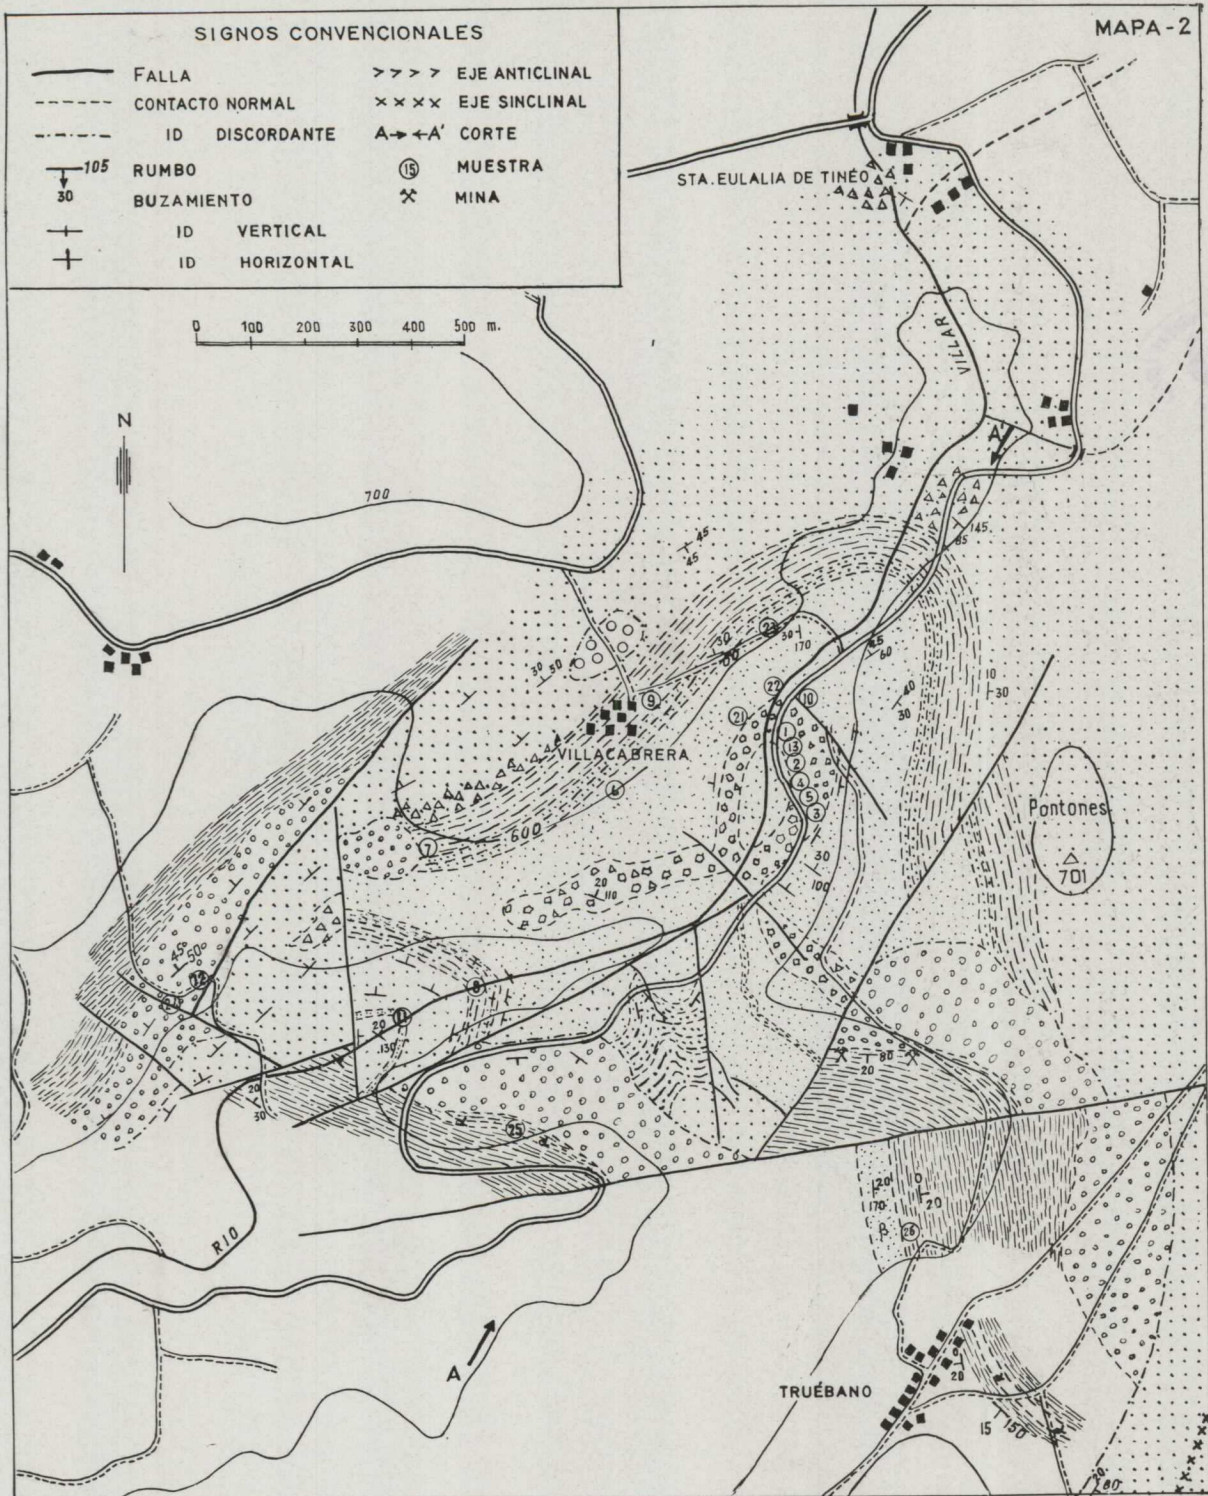 MAPA-2
SIGNOS CONVENCIONALES
FALLA
CONTACTO NORMAL
ID DISCORDANTE
105 RUMBO
30 BUZAMIENTO
ID VERTICAL
ID HORIZONTAL
>>>> EJE ANTICLINAL
×××× EJE SINCLINAL
A→←A' CORTE
15 MUESTRA
MINA
0 100 200 300 400 500 m.
N
STA. EULALIA DE TINÉO
VILLAR
A'
700
145
85
45
45
30
50
30
23
30
170
60
10
30
40
30
9
22
10
21
1
13
2
4
5
3
VILLACABRERA
6
600
7
Pontones
701
30
100
20
110
45
50
12
8
11
20
130
80
20
20
30
25
RIO
20
170
0
20
β
26
A
TRUÉBANO
20
15
150
20
80